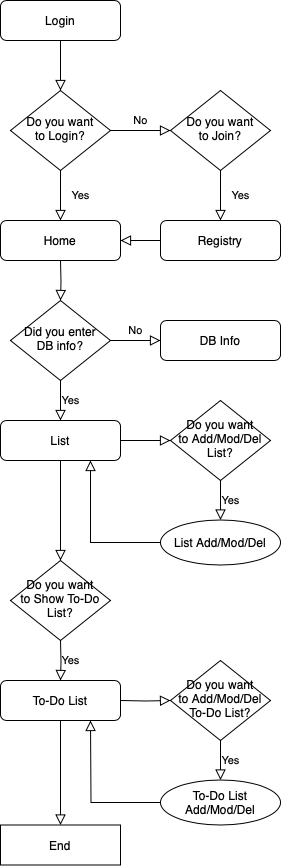 Login
Do you want
to Login?
No
Do you want
to Join?
Yes
Yes
Home
Registry
Did you enter
DB info?
No
DB Info
Yes
List
Do you want
to Add/Mod/Del
List?
Yes
List Add/Mod/Del
Do you want
to Show To-Do
List?
Yes
To-Do List
Do you want
to Add/Mod/Del
To-Do List?
Yes
To-Do List
Add/Mod/Del
End